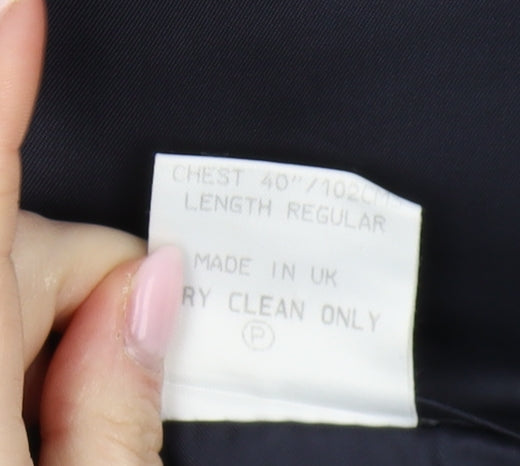 CHEST 40"/102CM
LENGTH REGULAR
MADE IN UK
RY CLEAN ONLY
P